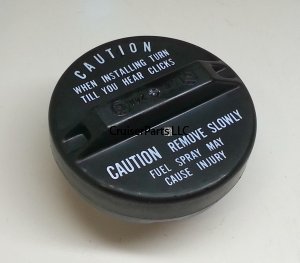 CAUTION
WHEN INSTALLING TURN
TILL YOU HEAR CLICKS
CruiserParts LLC
CAUTION REMOVE SLOWLY
FUEL SPRAY MAY
CAUSE INJURY